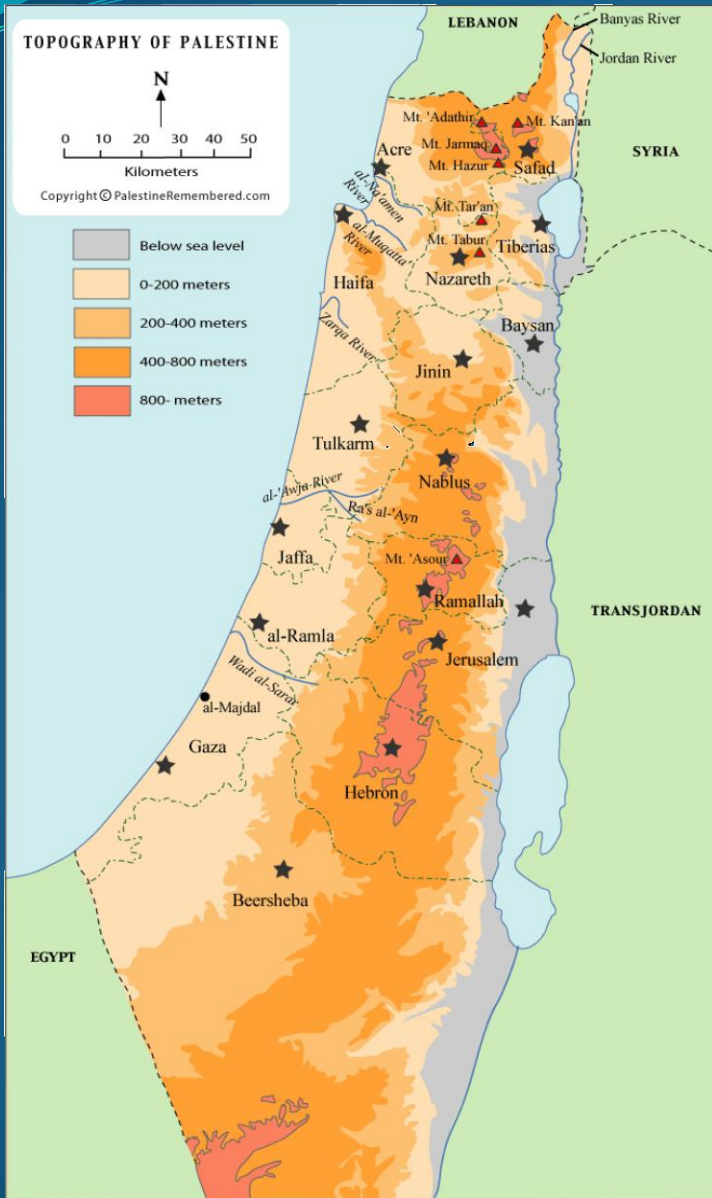 TOPOGRAPHY OF PALESTINE
N
0 10 20 30 40 50
Kilometers
Copyright © PalestineRemembered.com
Below sea level
0-200 meters
200-400 meters
400-800 meters
800- meters
LEBANON
Banyas River
Jordan River
SYRIA
Mt. 'Adathir
Mt. Kan'an
Mt. Jarmaq
Mt. Hazur
Safad
Acre
al-Na'amen
River
Mt. Tar'an
al-Muqatta'
River
Mt. Tabur
Tiberias
Nazareth
Haifa
Zarqa River
Baysan
Jinin
Tulkarm
Nablus
al-'Awja River
Ra's al-'Ayn
Jaffa
Mt. 'Asour
Ramallah
TRANSJORDAN
al-Ramla
Jerusalem
Wadi al-Sarar
al-Majdal
Gaza
Hebron
Beersheba
EGYPT